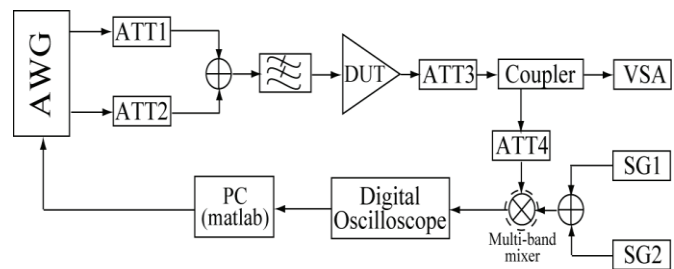 AWG
ATT1
ATT2
DUT
ATT3
Coupler
VSA
ATT4
SG1
SG2
Multi-band
mixer
Digital
Oscilloscope
PC
(matlab)